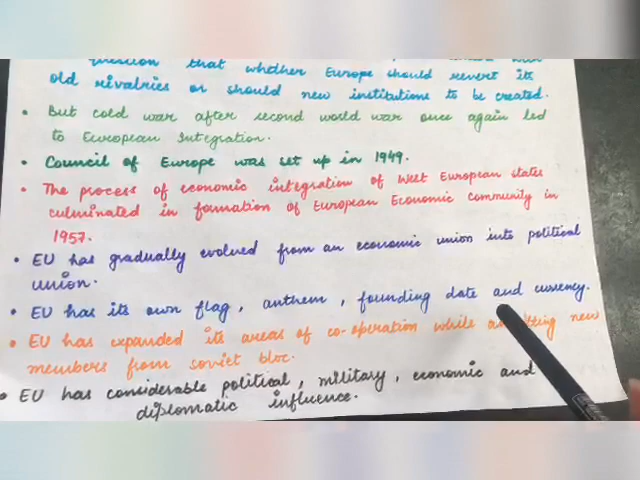 question that whether Europe should revert its
old rivalries or should new institutions to be created.
• But cold war after second world war once again led
to European Integration.
• Council of Europe was set up in 1949.
• The process of economic integration of West European states
culminated in formation of European Economic community in
1957.
• EU has gradually evolved from an economic union into political
union.
• EU has its own flag, anthem, founding date and currency.
• EU has expanded its areas of co-operation while new
members from soviet bloc.
• EU has considerable political, military, economic and
diplomatic influence.